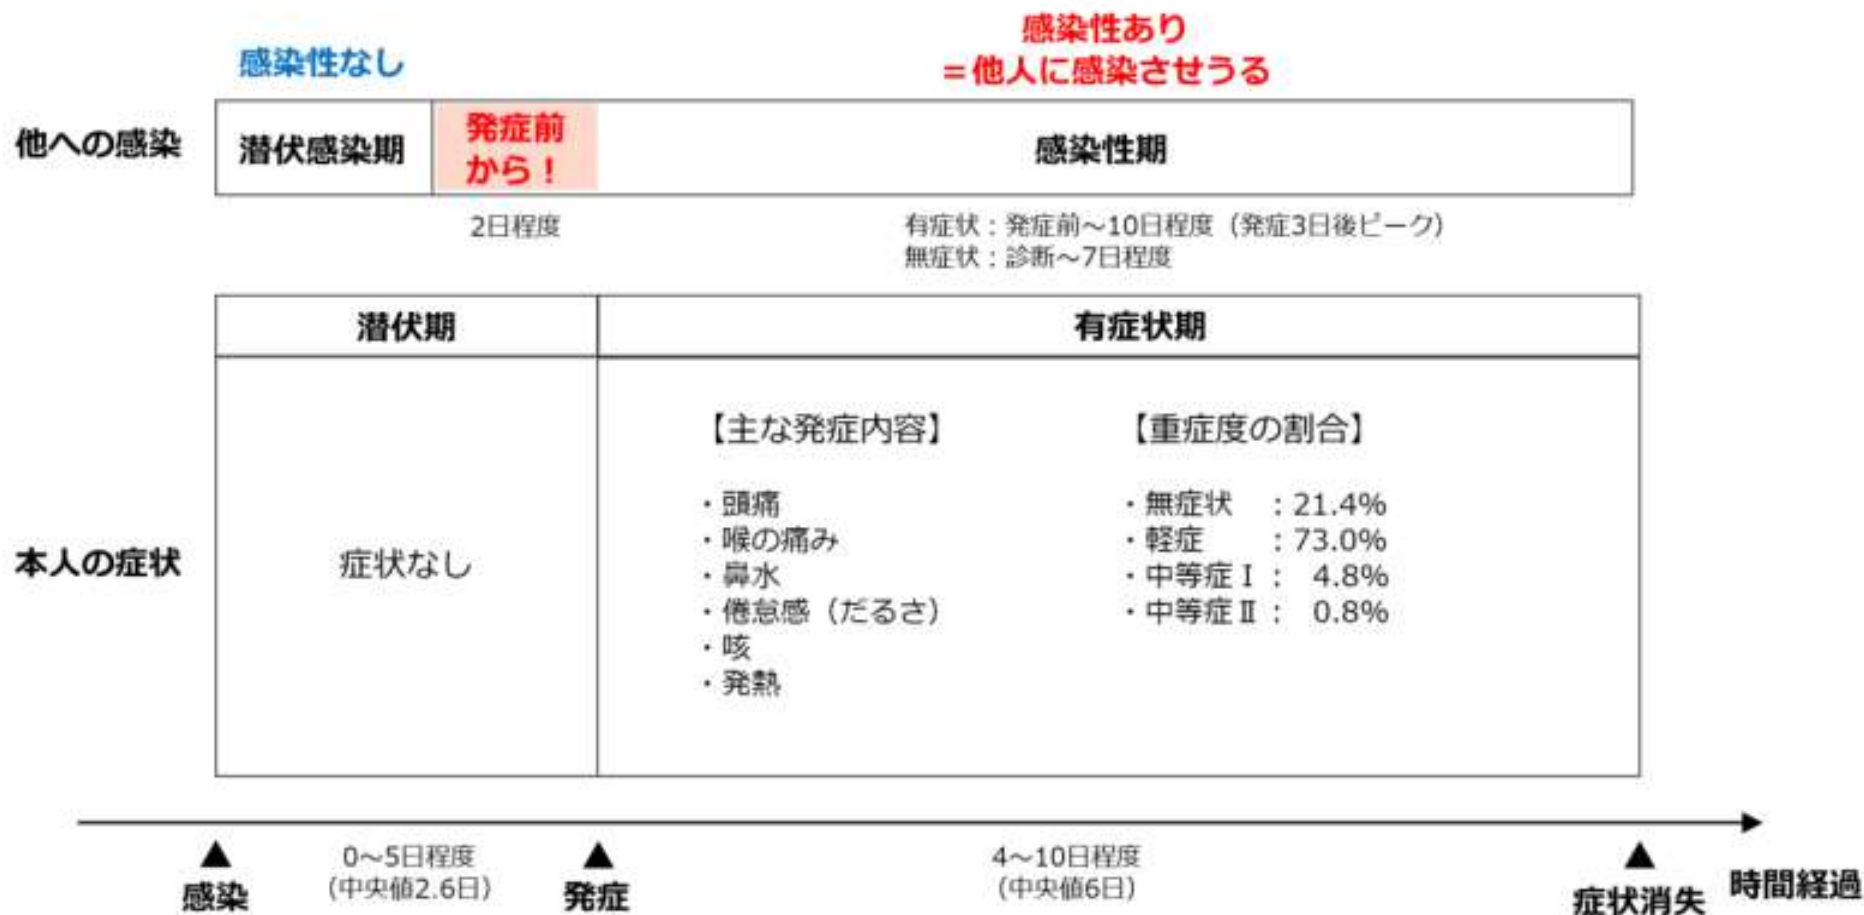 感染性なし
感染性あり
＝他人に感染させうる
他への感染
潜伏感染期
発症前
から！
感染性期
2日程度
有症状：発症前～10日程度（発症3日後ピーク）
無症状：診断～7日程度
潜伏期
有症状期
本人の症状
症状なし
【主な発症内容】
・頭痛
・喉の痛み
・鼻水
・倦怠感（だるさ）
・咳
・発熱
【重症度の割合】
・無症状　：21.4%
・軽症　　：73.0%
・中等症Ⅰ：　4.8%
・中等症Ⅱ：　0.8%
▲
感染
0～5日程度
（中央値2.6日）
▲
発症
4～10日程度
（中央値6日）
▲
症状消失
時間経過